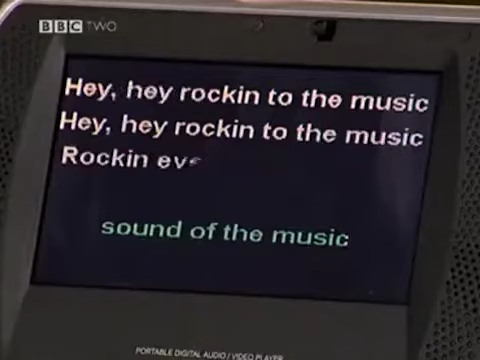 BBC TWO
Hey, hey rockin to the music
Hey, hey rockin to the music
Rockin eve
sound of the music
PORTABLE DIGITAL AUDIO / VIDEO PLAYER